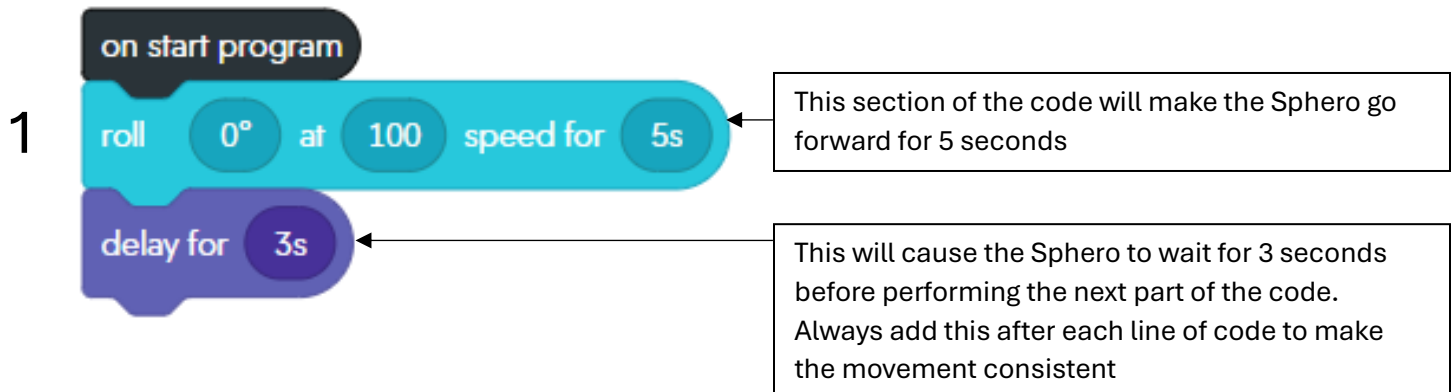 on start program
1
roll 0° at 100 speed for 5s
This section of the code will make the Sphero go
forward for 5 seconds
delay for 3s
This will cause the Sphero to wait for 3 seconds
before performing the next part of the code.
Always add this after each line of code to make
the movement consistent